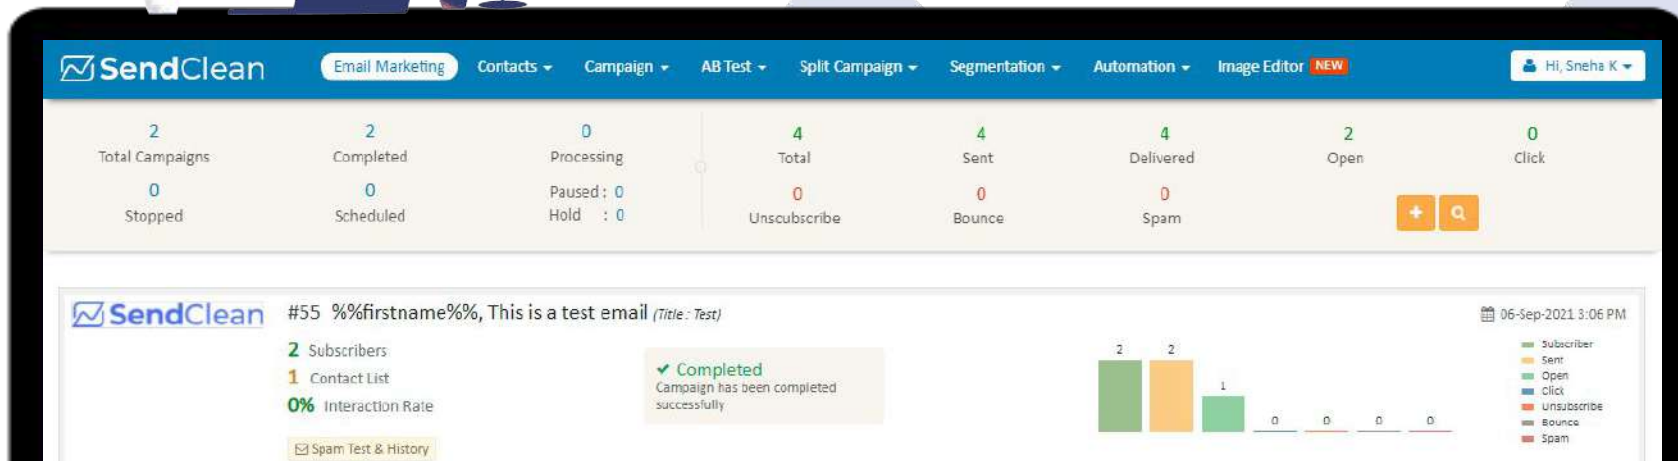 SendClean
Email Marketing Contacts Campaign AB Test Split Campaign Segmentation Automation Image Editor NEW Hi, Sneha K
2 2 0 4 4 4 2 0
Total Campaigns Completed Processing Total Sent Delivered Open Click
0 0 Paused : 0 0 0 0
Stopped Scheduled Hold : 0 Unscubscribe Bounce Spam
SendClean #55 %%firstname%%, This is a test email (Title : Test) 06-Sep-2021 3:06 PM
2 Subscribers
1 Contact List
0% Interaction Rate
Spam Test & History
Completed
Campaign has been completed
successfully
2 2 1 0 0 0 0
Subscriber
Sent
Open
Click
Unsubscribe
Bounce
Spam